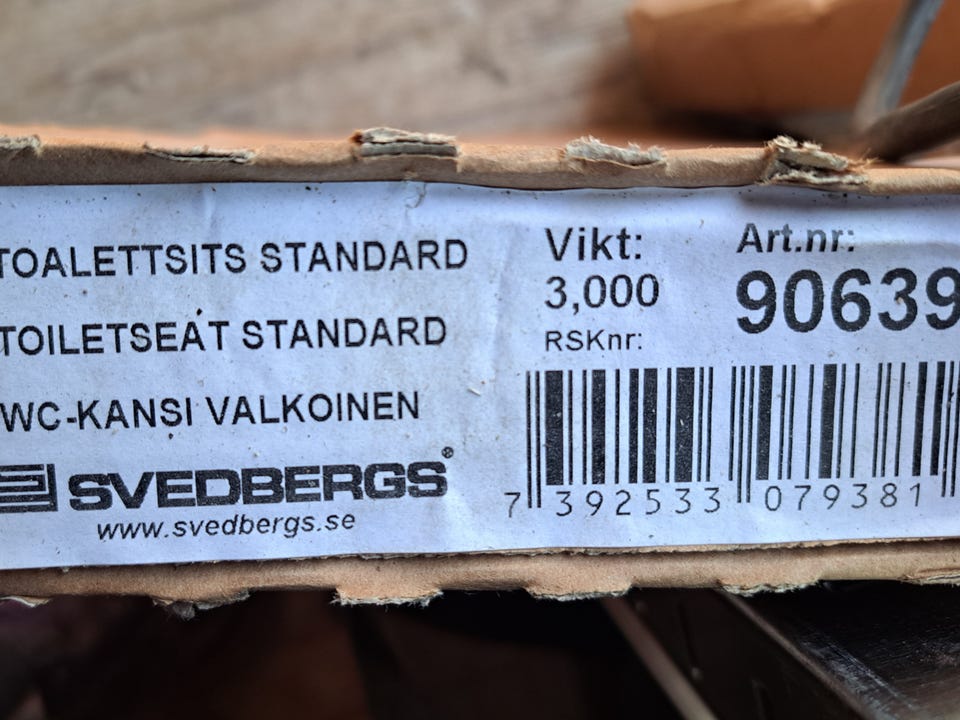 TOALETTSITS STANDARD
TOILETSEAT STANDARD
WC-KANSI VALKOINEN
SVEDBERGS®
www.svedbergs.se
Vikt:
3,000
RSKnr:
Art.nr:
90639
7 392533 079381